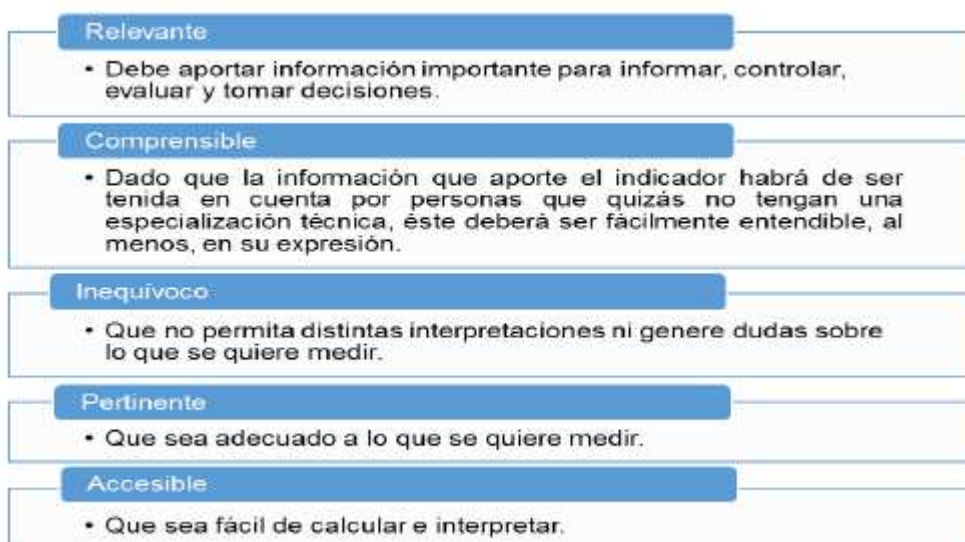 Relevante
• Debe aportar información importante para informar, controlar,
evaluar y tomar decisiones.
Comprensible
• Dado que la información que aporte el indicador habrá de ser
tenida en cuenta por personas que quizás no tengan una
especialización técnica, éste deberá ser fácilmente entendible, al
menos, en su expresión.
Inequívoco
• Que no permita distintas interpretaciones ni genere dudas sobre
lo que se quiere medir.
Pertinente
• Que sea adecuado a lo que se quiere medir.
Accesible
• Que sea fácil de calcular e interpretar.